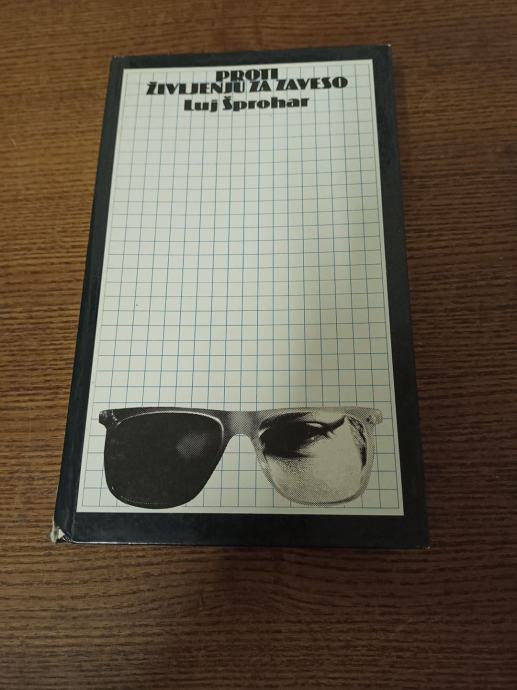 PROTI
ŽIVLJENJU ZA ZAVESO
Luj Šprohar